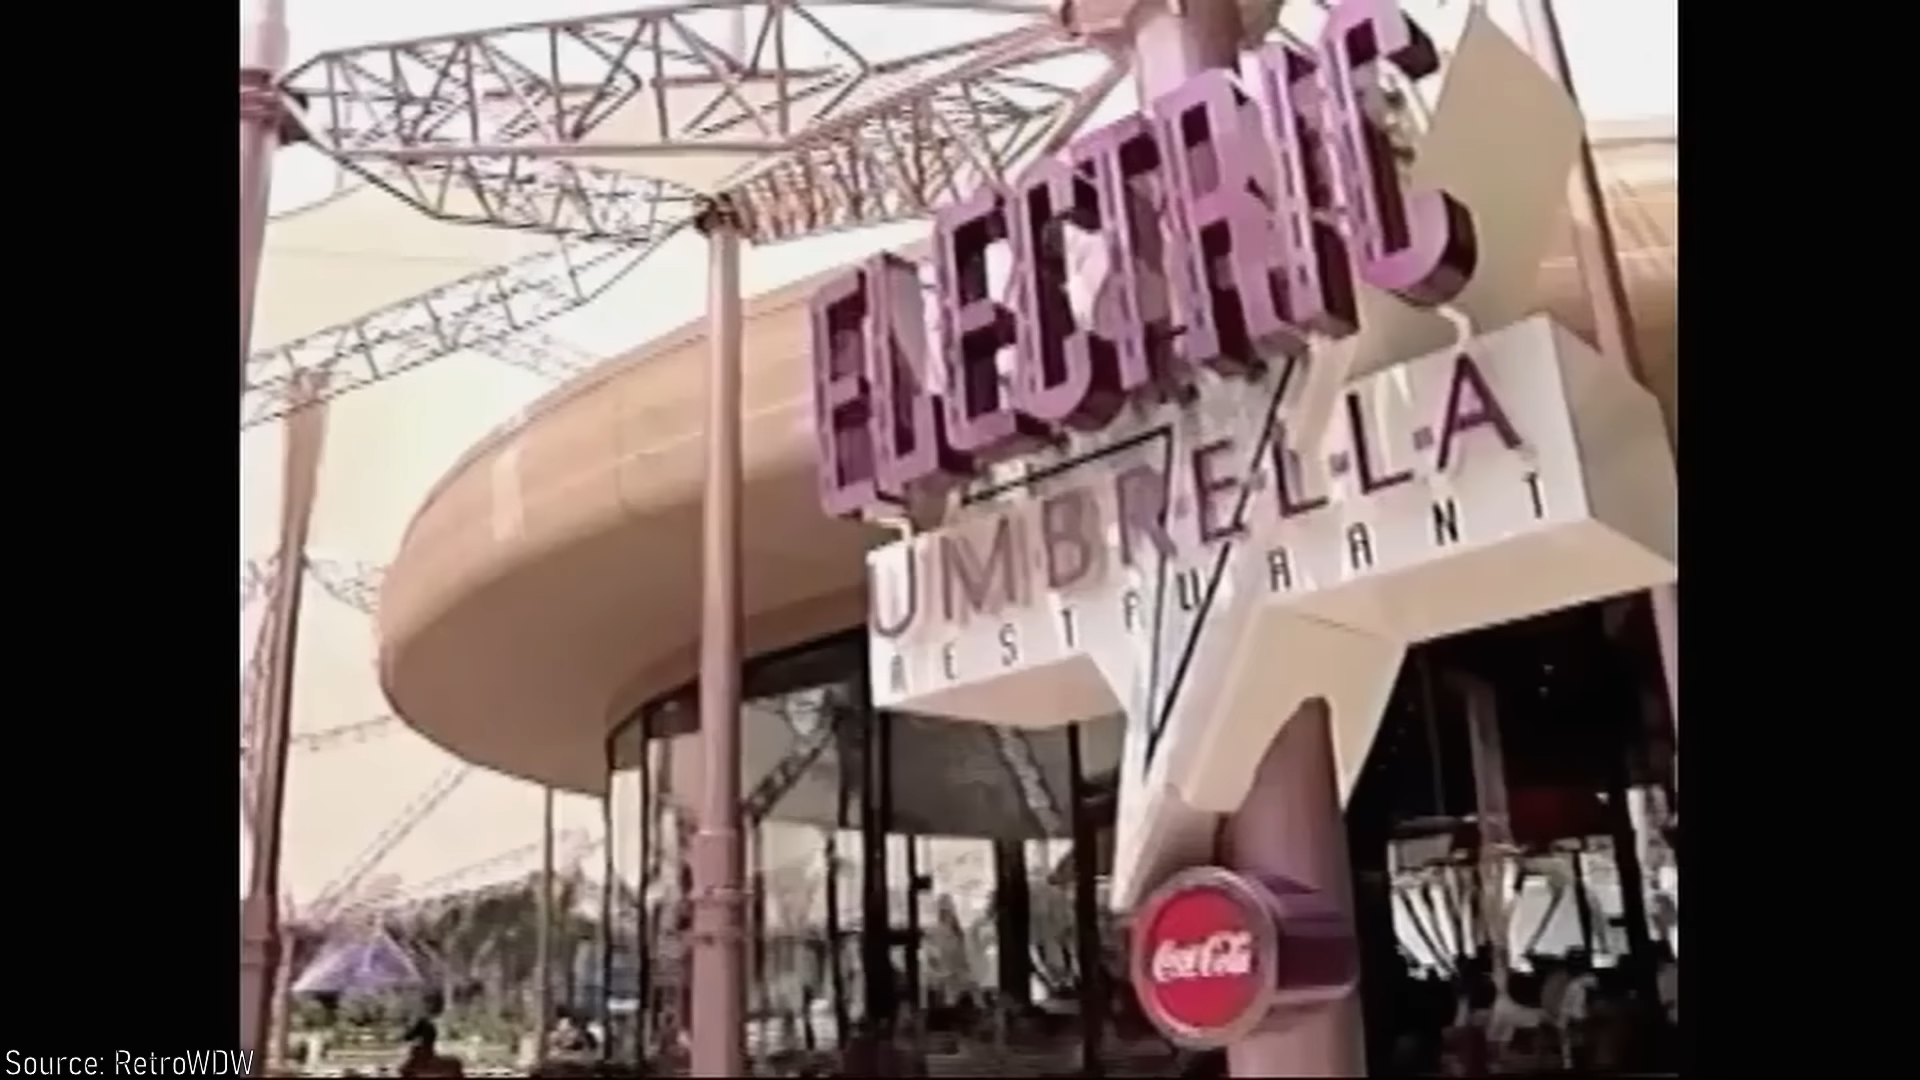 ELECTRIC
UMBRELLA
RESTAURANT
Coca-Cola
Source: RetroWDW